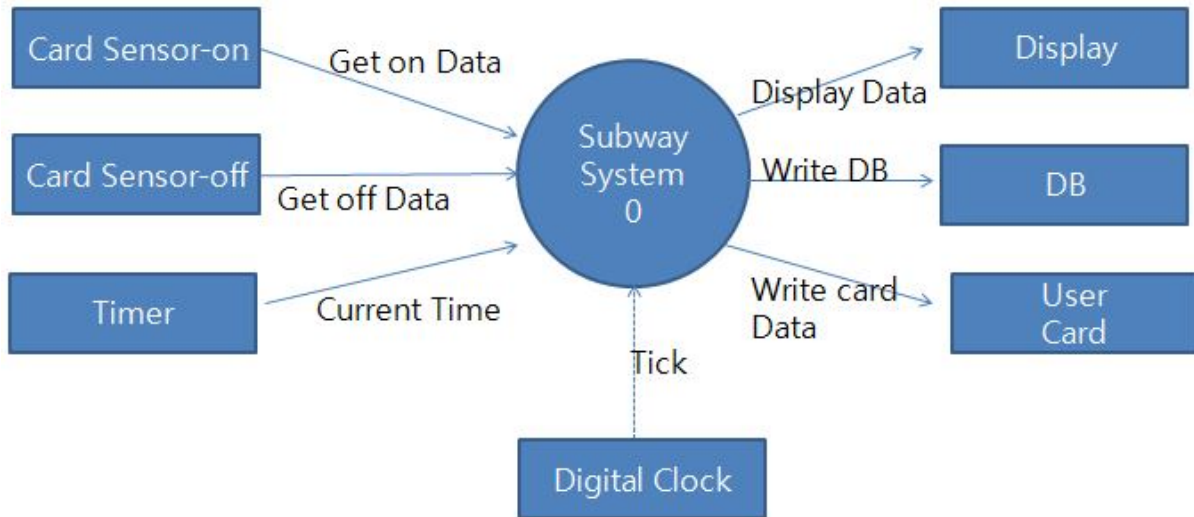 Card Sensor-on
Get on Data
Display
Display Data
Subway
System
0
Card Sensor-off
Get off Data
Write DB
DB
Timer
Current Time
Write card
Data
User
Card
Tick
Digital Clock